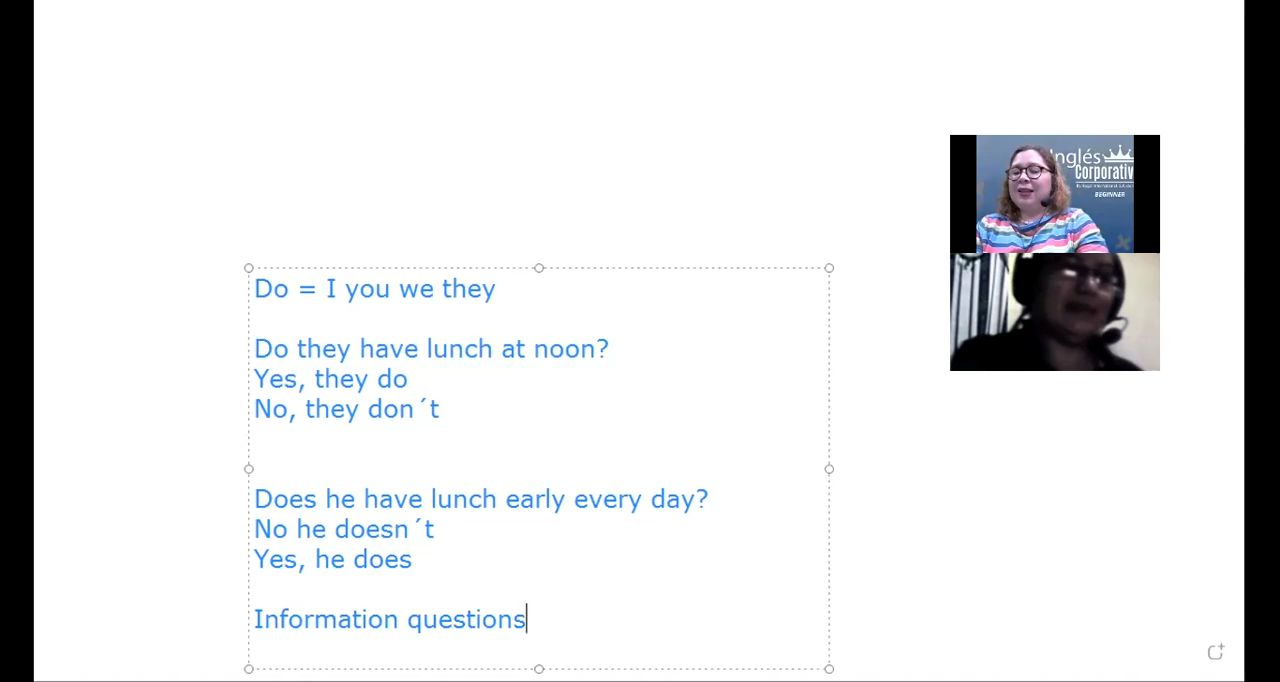 Do = I you we they
Do they have lunch at noon?
Yes, they do
No, they don´t
Does he have lunch early every day?
No he doesn´t
Yes, he does
Information questions
Inglés
Corporativ
BEGINNER